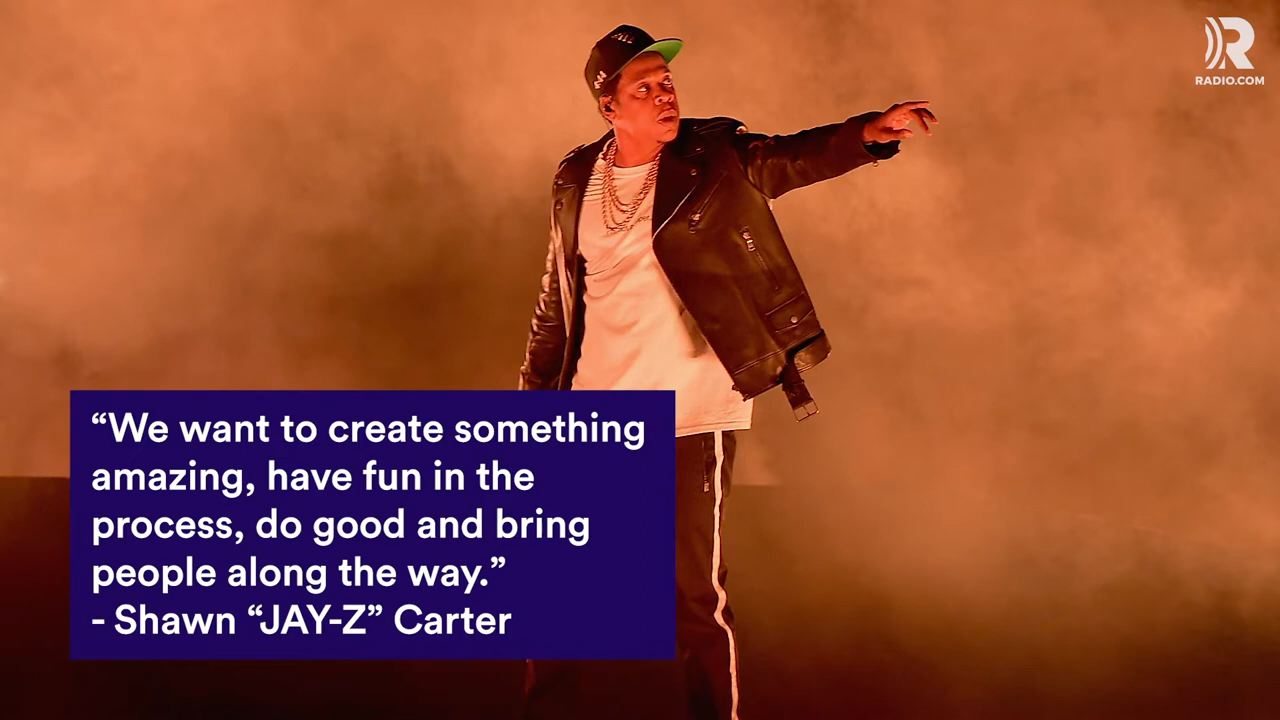 RADIO.COM
“We want to create something
amazing, have fun in the
process, do good and bring
people along the way.”
- Shawn “JAY-Z” Carter